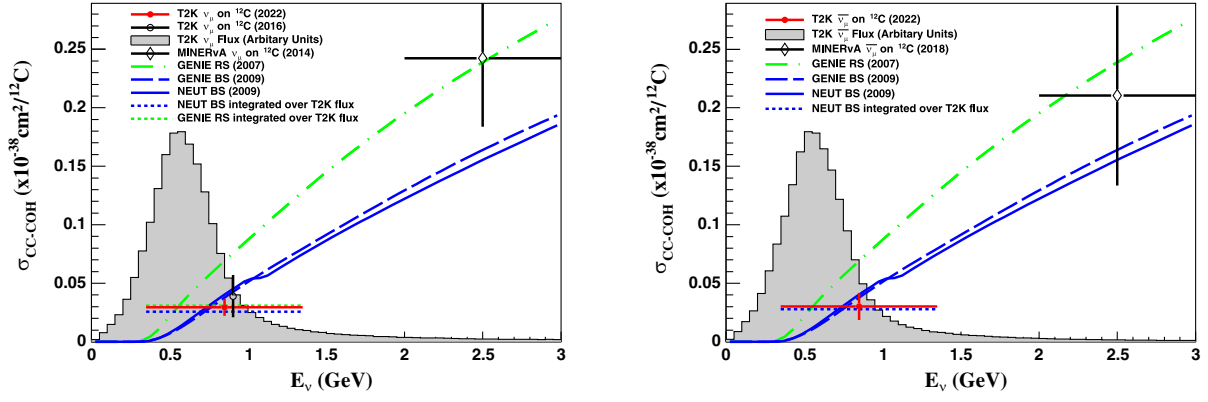 T2K ν_μ on ¹²C (2022)
T2K ν_μ on ¹²C (2016)
T2K ν_μ Flux (Arbitary Units)
MINERvA ν_μ on ¹²C (2014)
GENIE RS (2007)
GENIE BS (2009)
NEUT BS (2009)
NEUT BS integrated over T2K flux
GENIE RS integrated over T2K flux
σ_CC-COH (x10⁻³⁸cm²/¹²C)
0.25
0.2
0.15
0.1
0.05
0
0 0.5 1 1.5 2 2.5 3
E_ν (GeV)
T2K ν̅_μ on ¹²C (2022)
T2K ν̅_μ Flux (Arbitary Units)
MINERvA ν̅_μ on ¹²C (2018)
GENIE RS (2007)
GENIE BS (2009)
NEUT BS (2009)
NEUT BS integrated over T2K flux
σ_CC-COH (x10⁻³⁸cm²/¹²C)
0.25
0.2
0.15
0.1
0.05
0
0 0.5 1 1.5 2 2.5 3
E_ν (GeV)